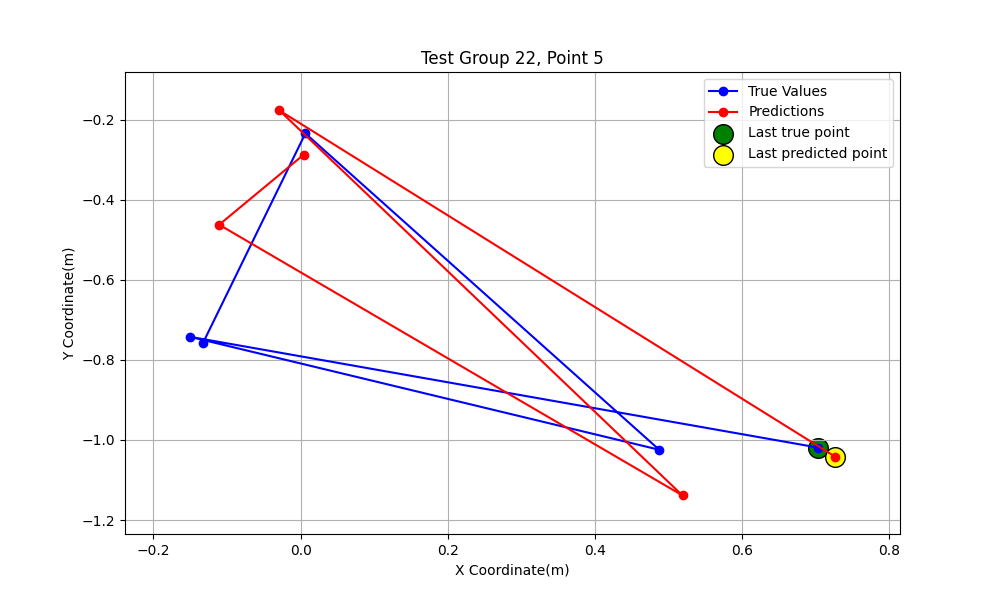 Test Group 22, Point 5
True Values
Predictions
Last true point
Last predicted point
−0.2
−0.4
−0.6
−0.8
−1.0
−1.2
Y Coordinate(m)
−0.2
0.0
0.2
0.4
0.6
0.8
X Coordinate(m)